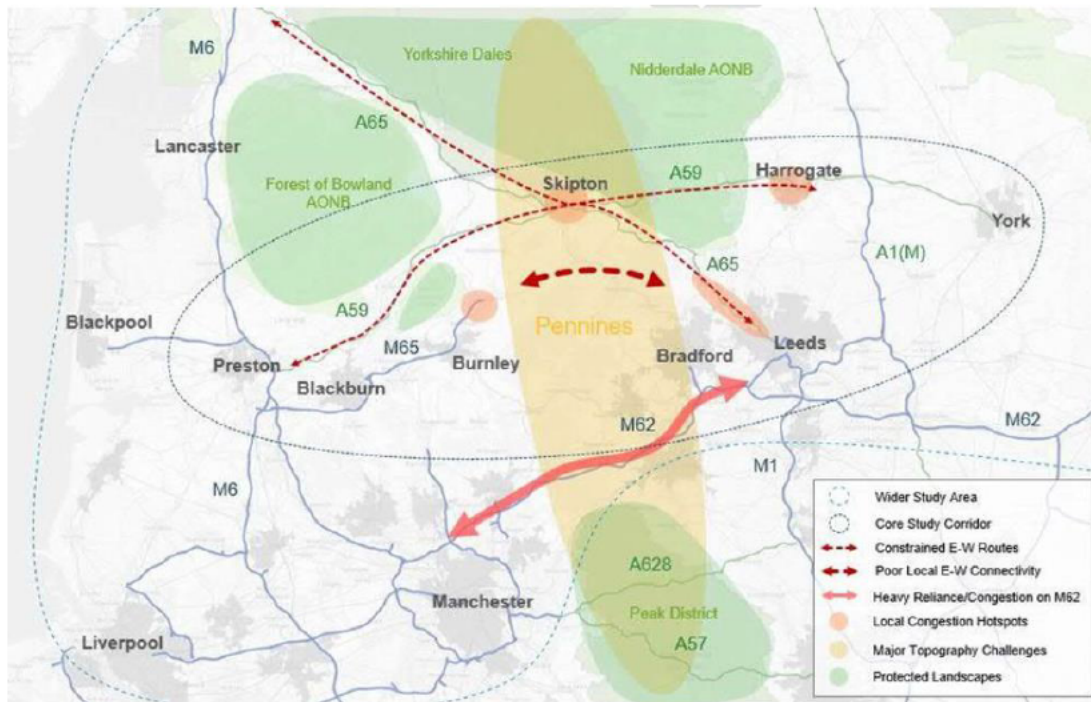 M6
Yorkshire Dales
Nidderdale AONB
A65
Lancaster
Forest of Bowland
AONB
Skipton
A59
Harrogate
York
A65
A1(M)
A59
Blackpool
Pennines
M65
Preston
Burnley
Bradford
Leeds
Blackburn
M62
M62
M6
M1
A628
Manchester
Peak District
A57
Liverpool
Wider Study Area
Core Study Corridor
Constrained E-W Routes
Poor Local E-W Connectivity
Heavy Reliance/Congestion on M62
Local Congestion Hotspots
Major Topography Challenges
Protected Landscapes